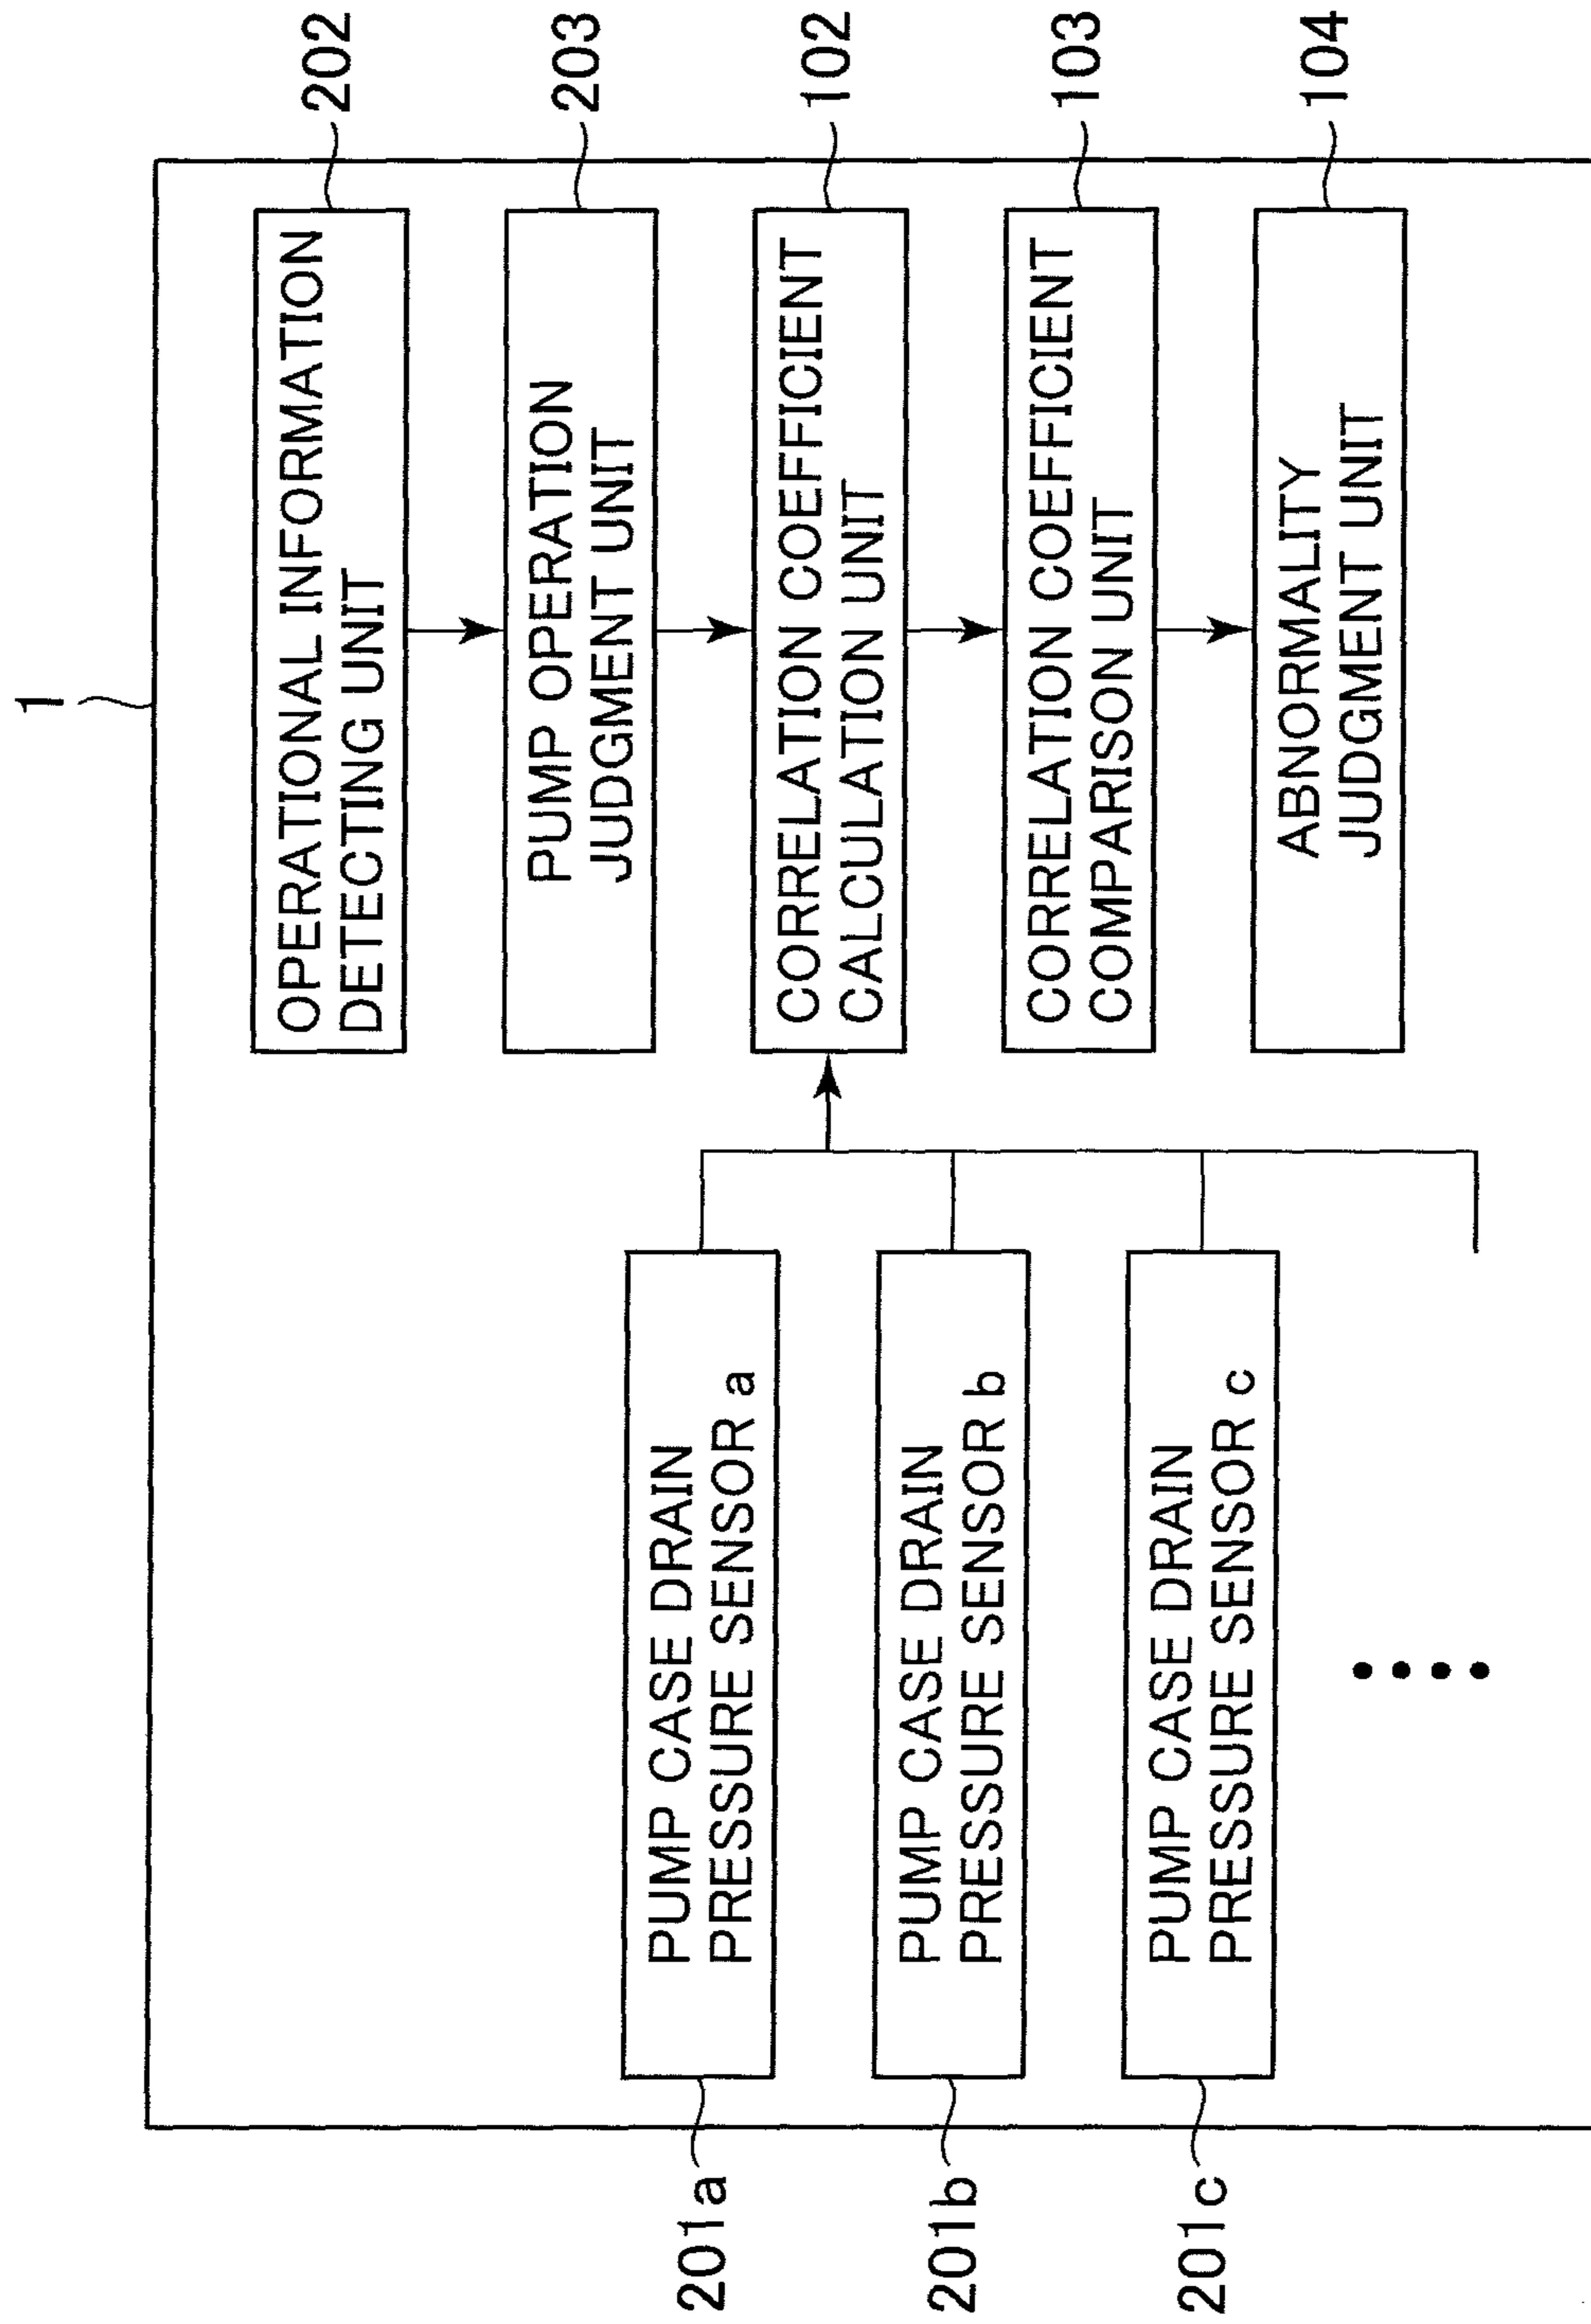 1
OPERATIONAL INFORMATION
DETECTING UNIT
202
PUMP OPERATION
JUDGMENT UNIT
203
201a
PUMP CASE DRAIN
PRESSURE SENSOR a
CORRELATION COEFFICIENT
CALCULATION UNIT
102
201b
PUMP CASE DRAIN
PRESSURE SENSOR b
CORRELATION COEFFICIENT
COMPARISON UNIT
103
201c
PUMP CASE DRAIN
PRESSURE SENSOR c
ABNORMALITY
JUDGMENT UNIT
104